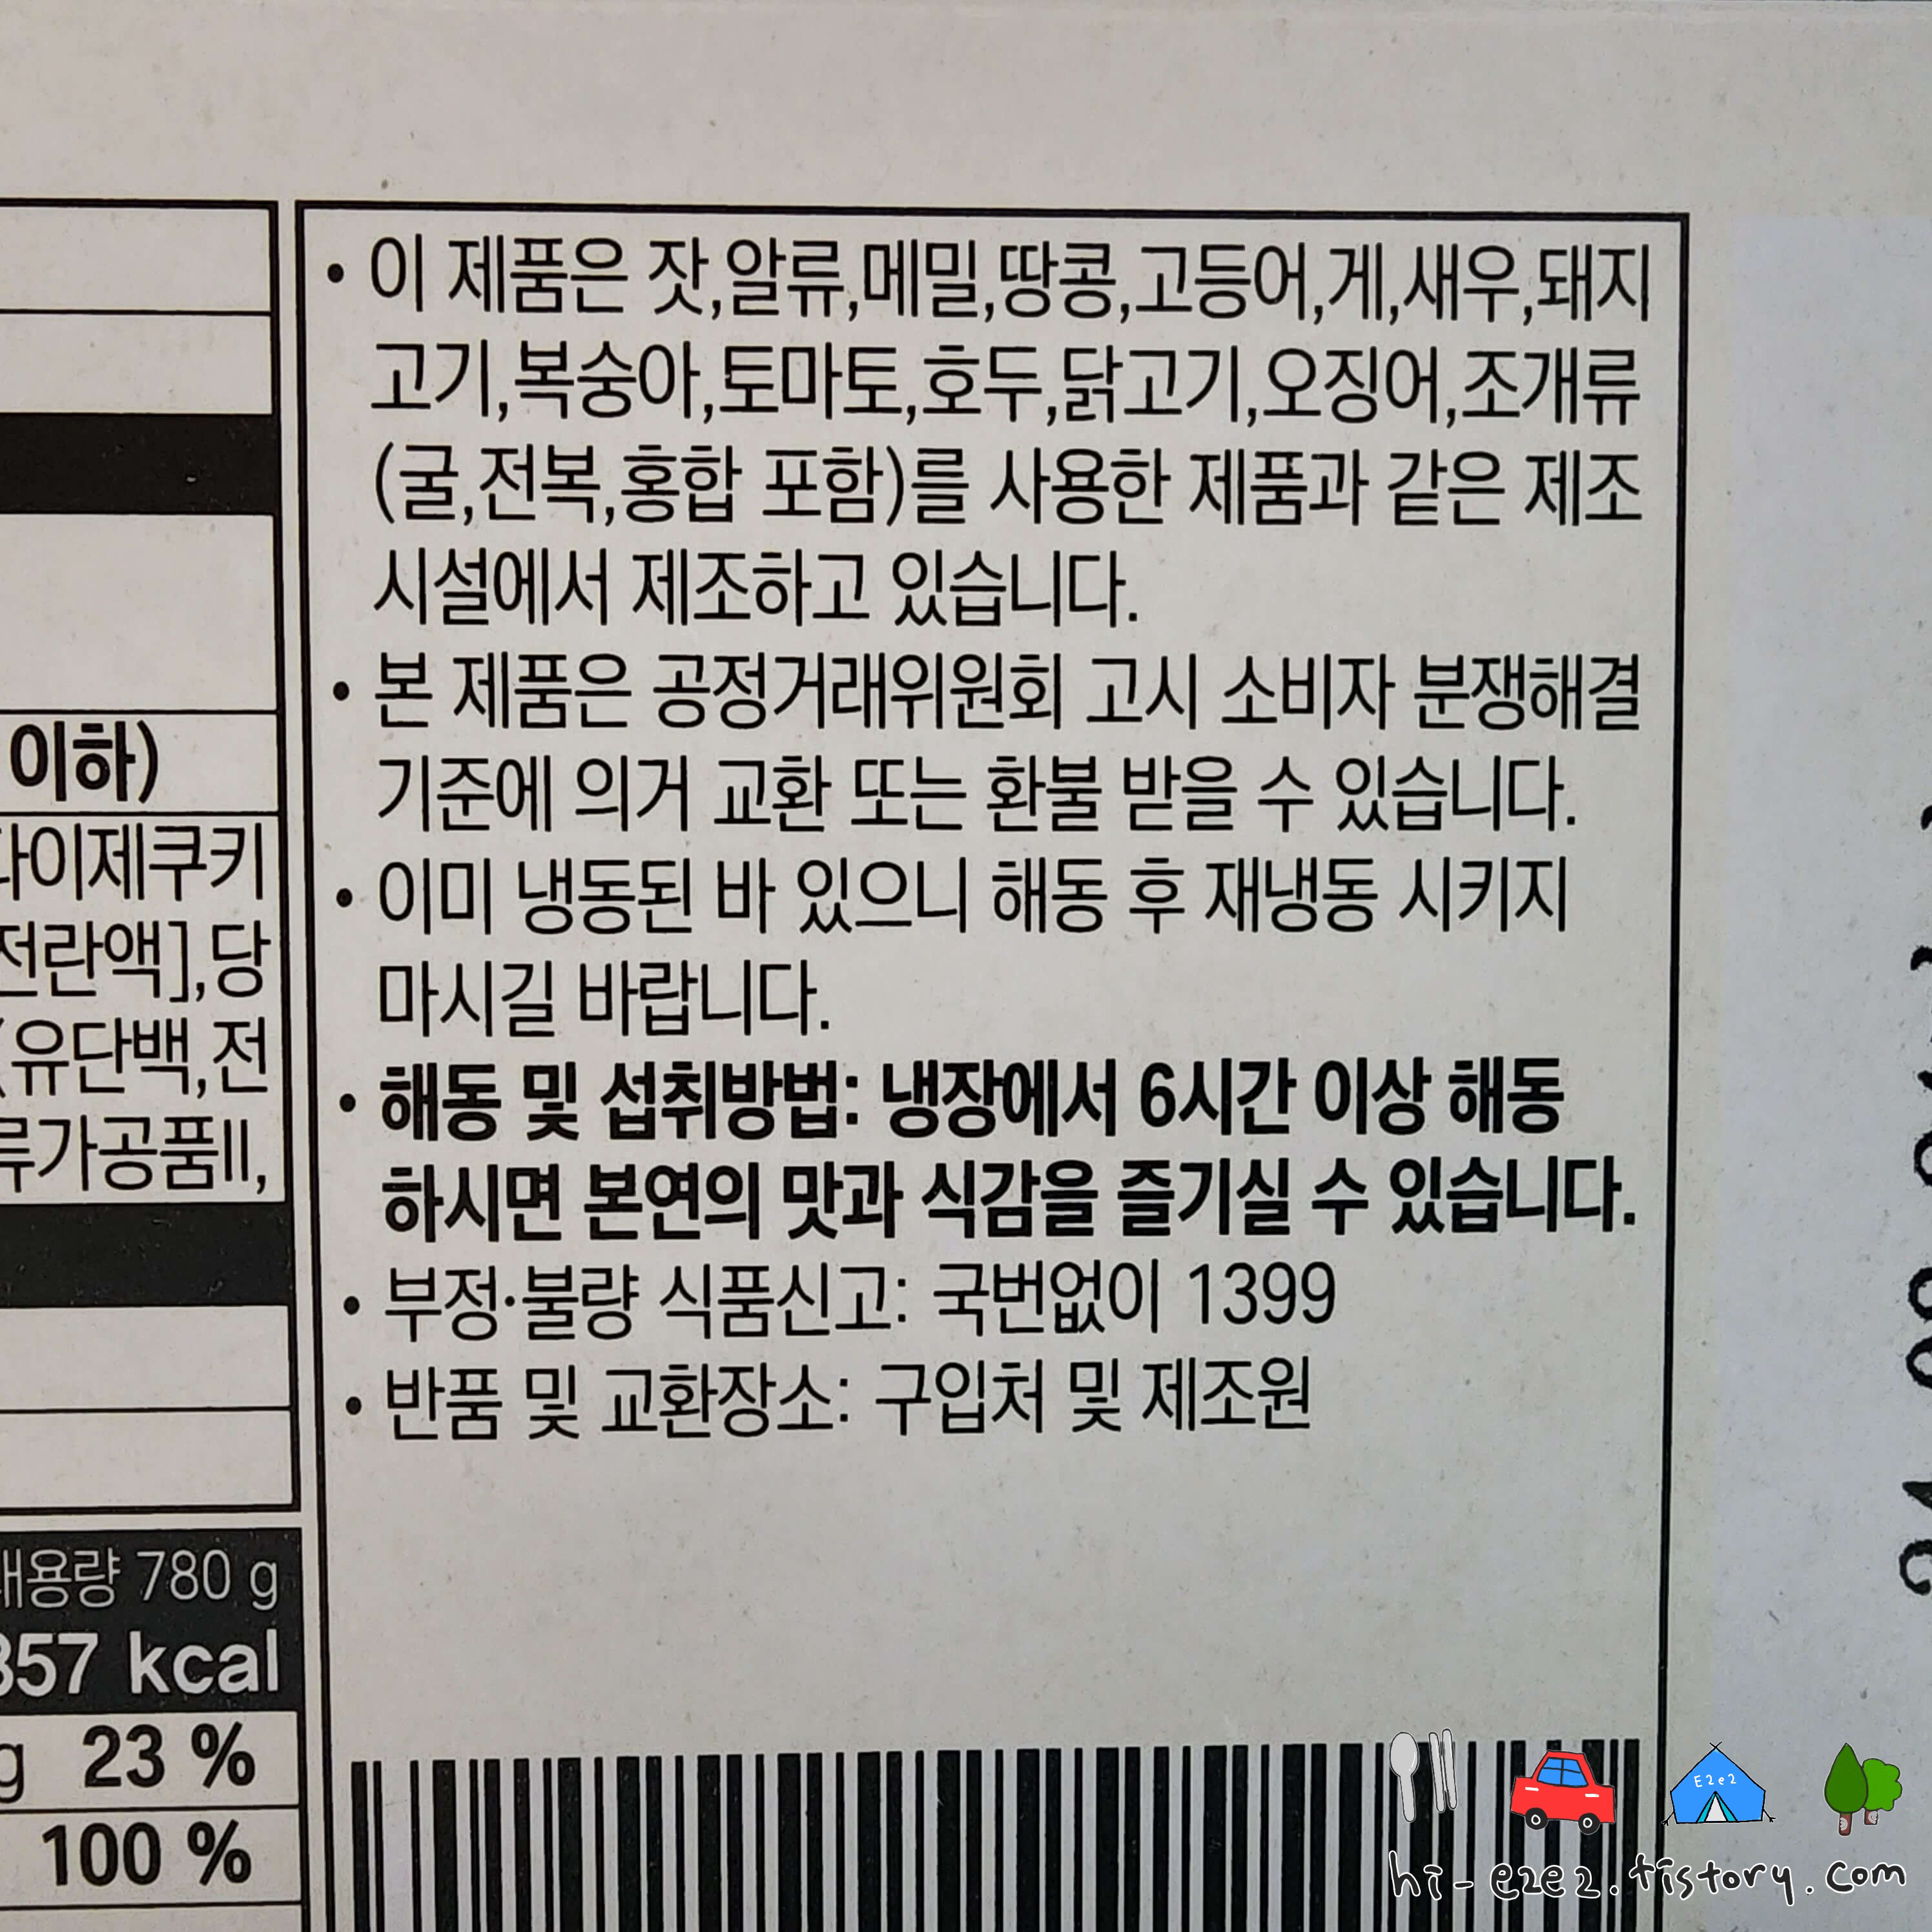 이하)
다이제쿠키
전란액],당
(유단백,전
류가공품II,
내용량 780 g
357 kcal
g 23 %
100 %
• 이 제품은 잣,알류,메밀,땅콩,고등어,게,새우,돼지
고기,복숭아,토마토,호두,닭고기,오징어,조개류
(굴,전복,홍합 포함)를 사용한 제품과 같은 제조
시설에서 제조하고 있습니다.
• 본 제품은 공정거래위원회 고시 소비자 분쟁해결
기준에 의거 교환 또는 환불 받을 수 있습니다.
• 이미 냉동된 바 있으니 해동 후 재냉동 시키지
마시길 바랍니다.
• 해동 및 섭취방법: 냉장에서 6시간 이상 해동
하시면 본연의 맛과 식감을 즐기실 수 있습니다.
• 부정·불량 식품신고: 국번없이 1399
• 반품 및 교환장소: 구입처 및 제조원
E2e2
hi-e2e2.tistory.com